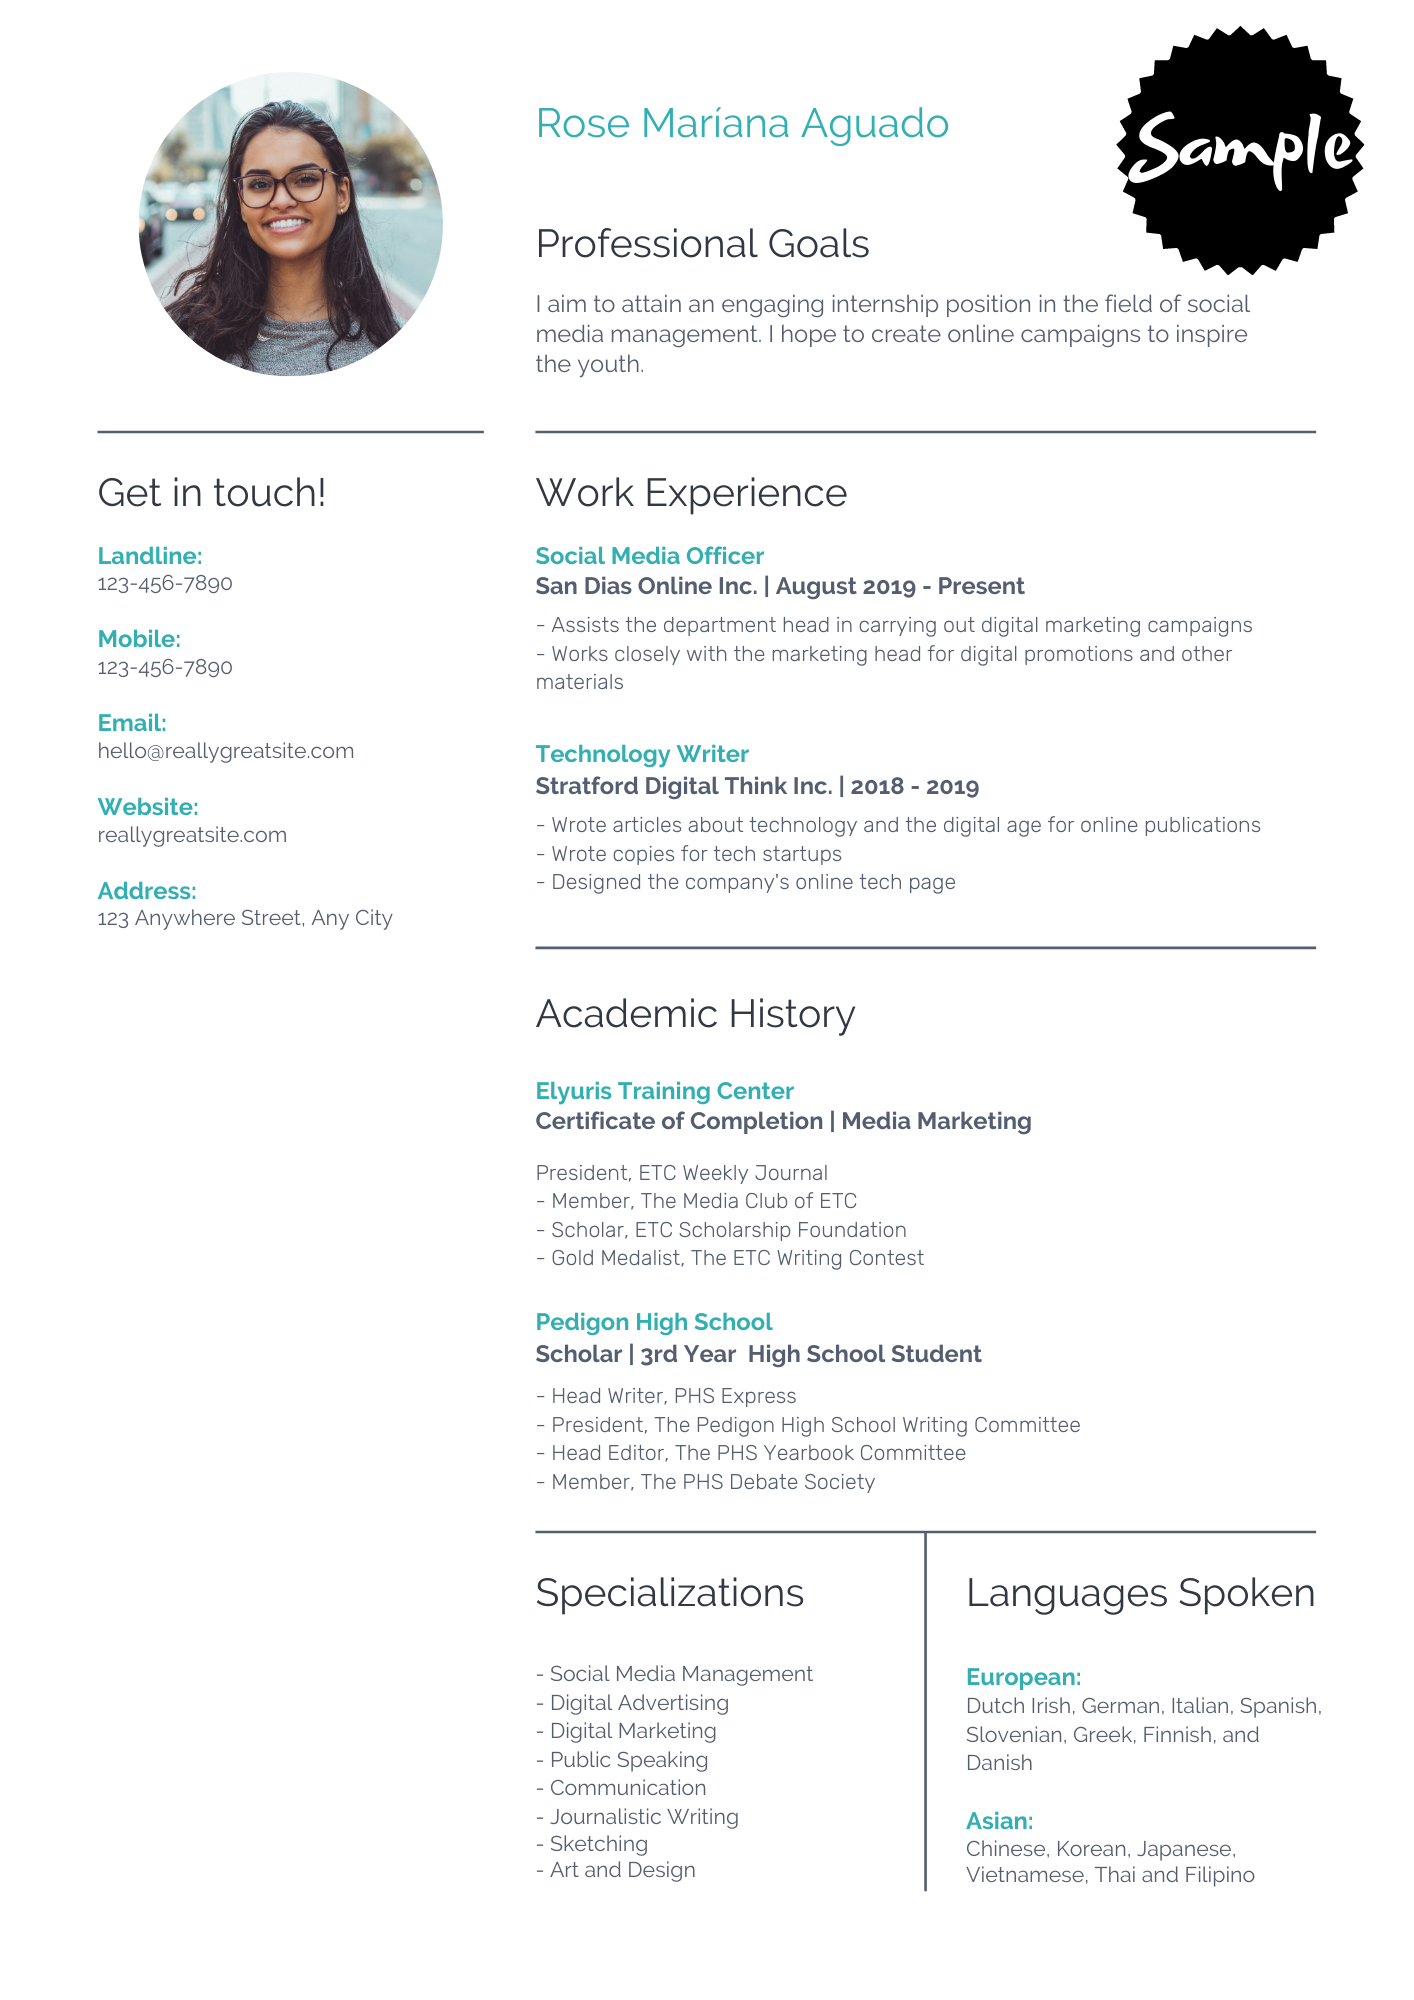 Rose Maríana Aguado
Sample
Professional Goals
I aim to attain an engaging internship position in the field of social
media management. I hope to create online campaigns to inspire
the youth.
Get in touch!
Landline:
123-456-7890
Mobile:
123-456-7890
Email:
hello@reallygreatsite.com
Website:
reallygreatsite.com
Address:
123 Anywhere Street, Any City
Work Experience
Social Media Officer
San Dias Online Inc. | August 2019 - Present
- Assists the department head in carrying out digital marketing campaigns
- Works closely with the marketing head for digital promotions and other
materials
Technology Writer
Stratford Digital Think Inc. | 2018 - 2019
- Wrote articles about technology and the digital age for online publications
- Wrote copies for tech startups
- Designed the company's online tech page
Academic History
Elyuris Training Center
Certificate of Completion | Media Marketing
President, ETC Weekly Journal
- Member, The Media Club of ETC
- Scholar, ETC Scholarship Foundation
- Gold Medalist, The ETC Writing Contest
Pedigon High School
Scholar | 3rd Year  High School Student
- Head Writer, PHS Express
- President, The Pedigon High School Writing Committee
- Head Editor, The PHS Yearbook Committee
- Member, The PHS Debate Society
Specializations
- Social Media Management
- Digital Advertising
- Digital Marketing
- Public Speaking
- Communication
- Journalistic Writing
- Sketching
- Art and Design
Languages Spoken
European:
Dutch Irish, German, Italian, Spanish,
Slovenian, Greek, Finnish, and
Danish
Asian:
Chinese, Korean, Japanese,
Vietnamese, Thai and Filipino